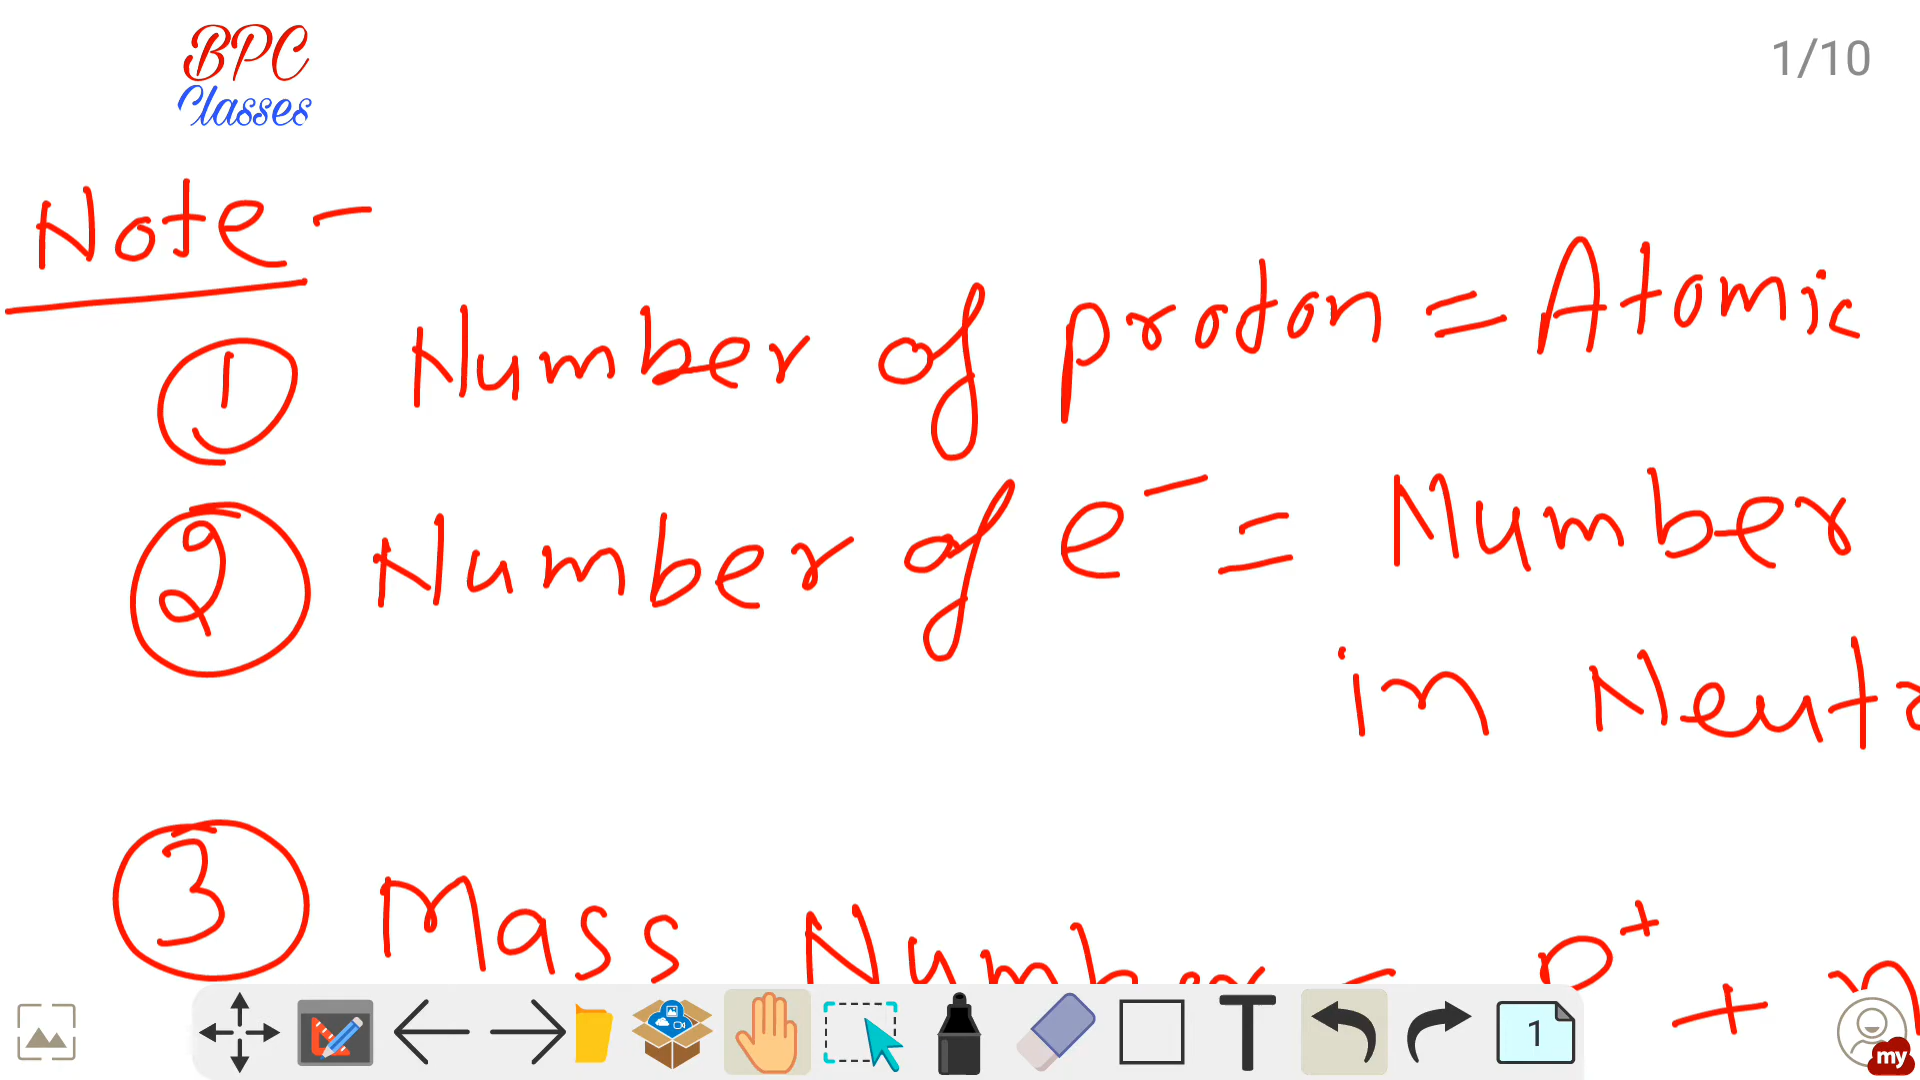 BPC
Classes
1/10
Note -
① Number of proton = Atomic
② Number of e⁻ = Number
in
③ Mass Number = p⁺ + n
1
my